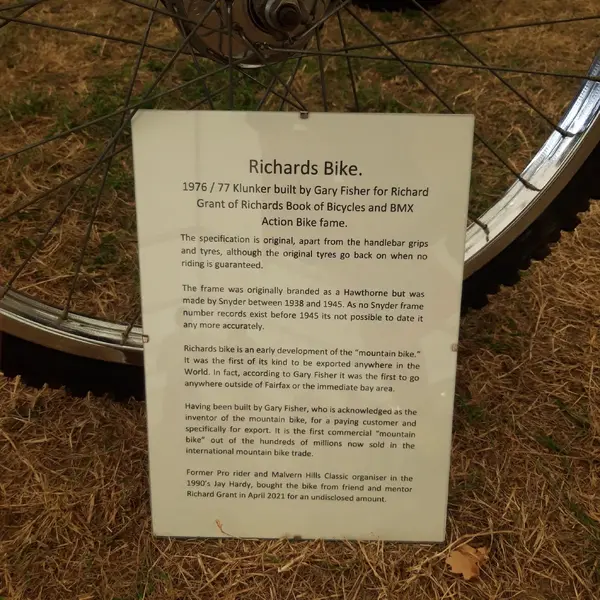 Richards Bike.
1976 / 77 Klunker built by Gary Fisher for Richard
Grant of Richards Book of Bicycles and BMX
Action Bike fame.
The specification is original, apart from the handlebar grips
and tyres, although the original tyres go back on when no
riding is guaranteed.
The frame was originally branded as a Hawthorne but was
made by Snyder between 1938 and 1945. As no Snyder frame
number records exist before 1945 its not possible to date it
any more accurately.
Richards bike is an early development of the “mountain bike.”
It was the first of its kind to be exported anywhere in the
World. In fact, according to Gary Fisher it was the first to go
anywhere outside of Fairfax or the immediate bay area.
Having been built by Gary Fisher, who is acknowledged as the
inventor of the mountain bike, for a paying customer and
specifically for export. It is the first commercial “mountain
bike” out of the hundreds of millions now sold in the
international mountain bike trade.
Former Pro rider and Malvern Hills Classic organiser in the
1990’s Jay Hardy, bought the bike from friend and mentor
Richard Grant in April 2021 for an undisclosed amount.